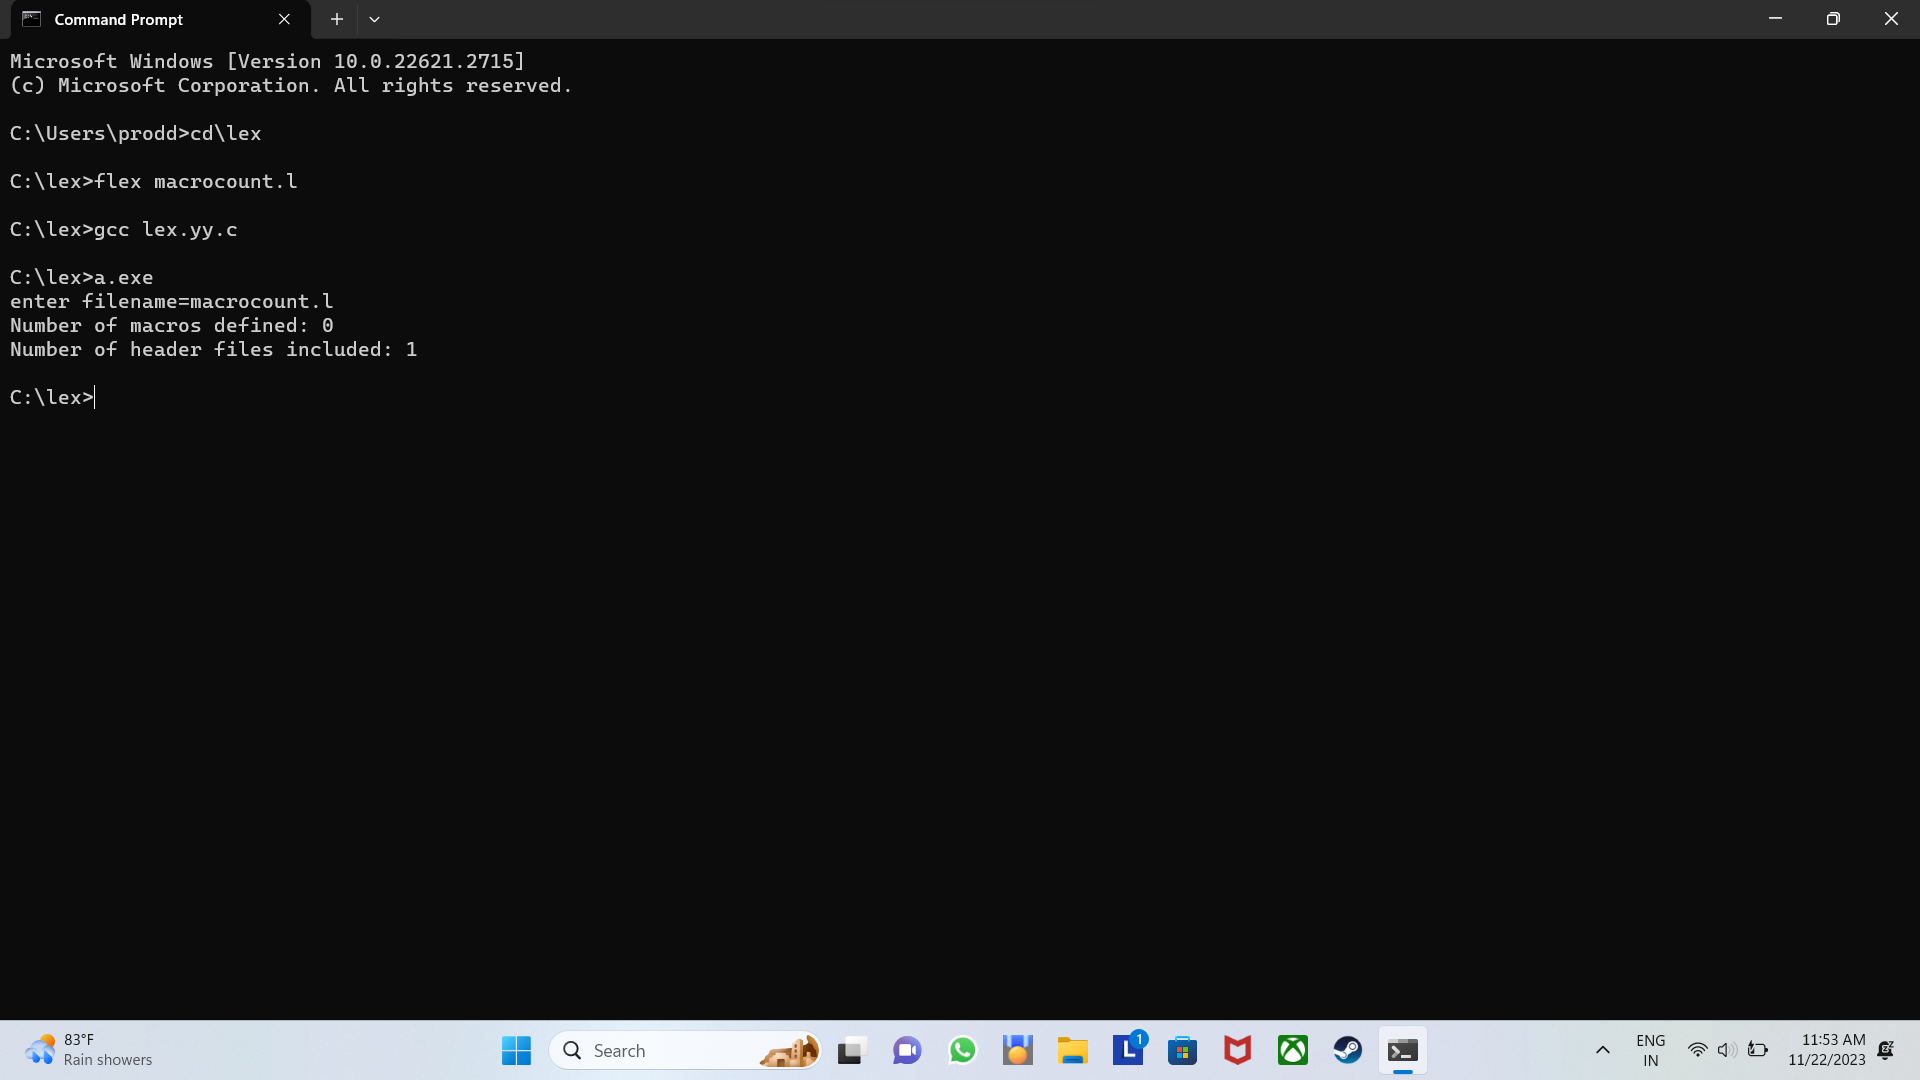 Command Prompt
Microsoft Windows [Version 10.0.22621.2715]
(c) Microsoft Corporation. All rights reserved.
C:\Users\prodd>cd\lex
C:\lex>flex macrocount.l
C:\lex>gcc lex.yy.c
C:\lex>a.exe
enter filename=macrocount.l
Number of macros defined: 0
Number of header files included: 1
C:\lex>
83°F
Rain showers
Search
L
1
ENG
IN
11:53 AM
11/22/2023